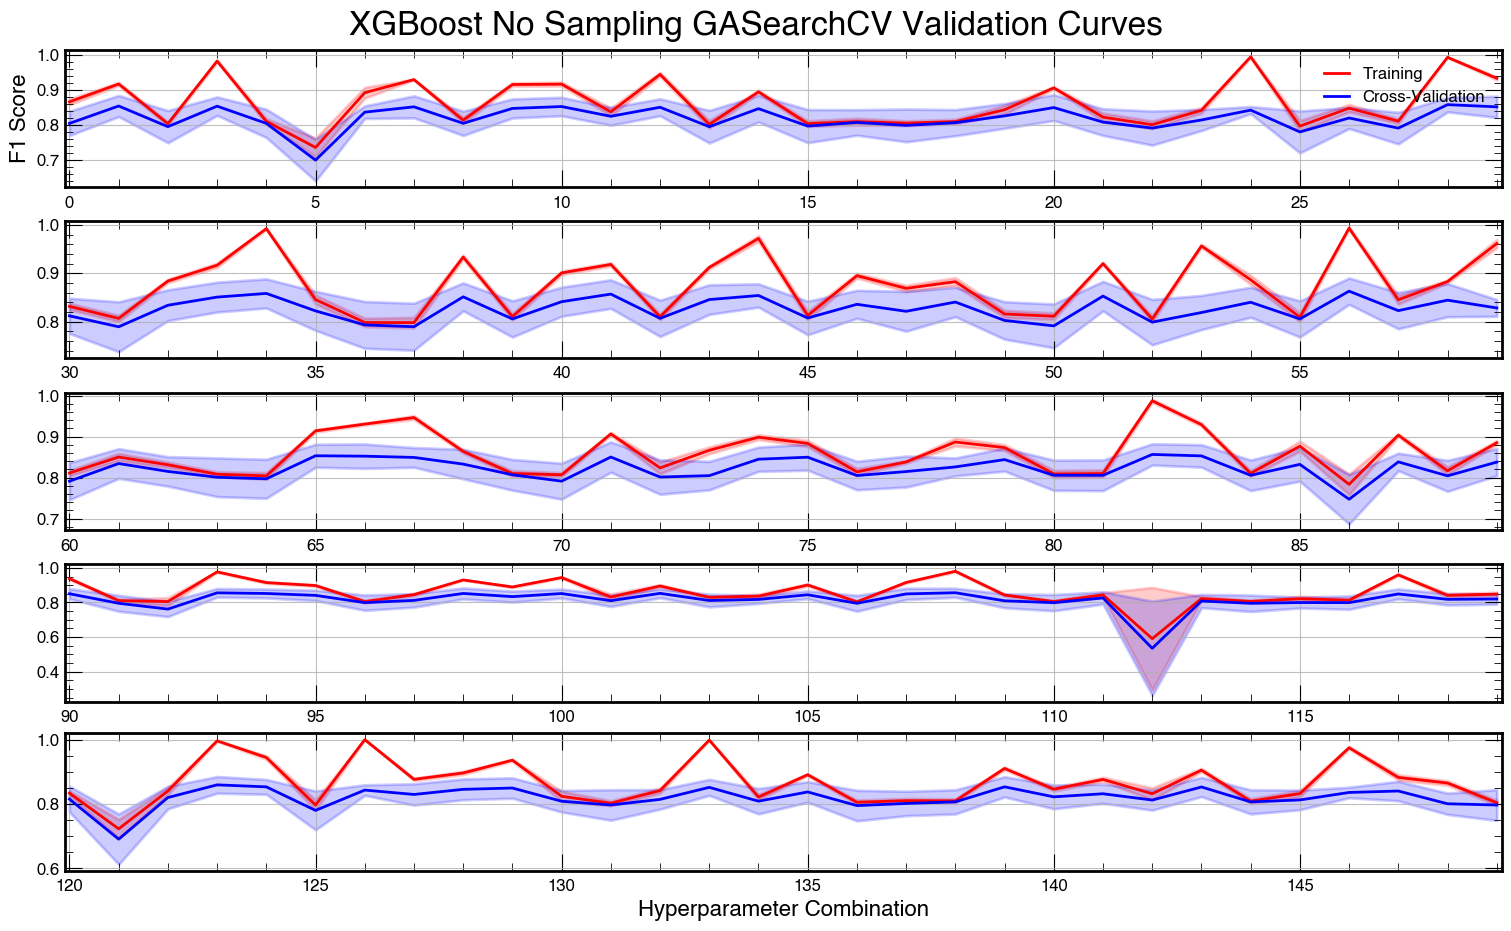 XGBoost No Sampling GASearchCV Validation Curves
F1 Score
1.0
0.9
0.8
0.7
Training
Cross-Validation
0 5 10 15 20 25
1.0
0.9
0.8
30 35 40 45 50 55
1.0
0.9
0.8
0.7
60 65 70 75 80 85
1.0
0.8
0.6
0.4
90 95 100 105 110 115
1.0
0.8
0.6
120 125 130 135 140 145
Hyperparameter Combination